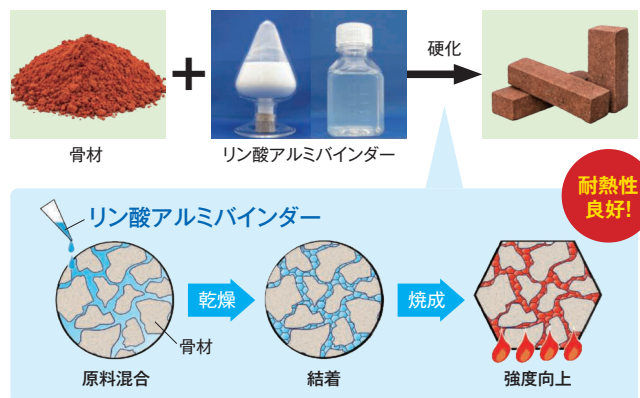 硬化
骨材
リン酸アルミバインダー
耐熱性
良好!
リン酸アルミバインダー
乾燥
焼成
骨材
原料混合
結着
強度向上